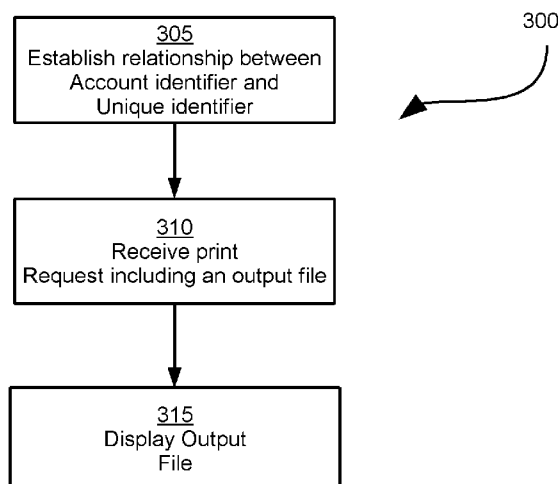 300
305
Establish relationship between
Account identifier and
Unique identifier
310
Receive print
Request including an output file
315
Display Output
File